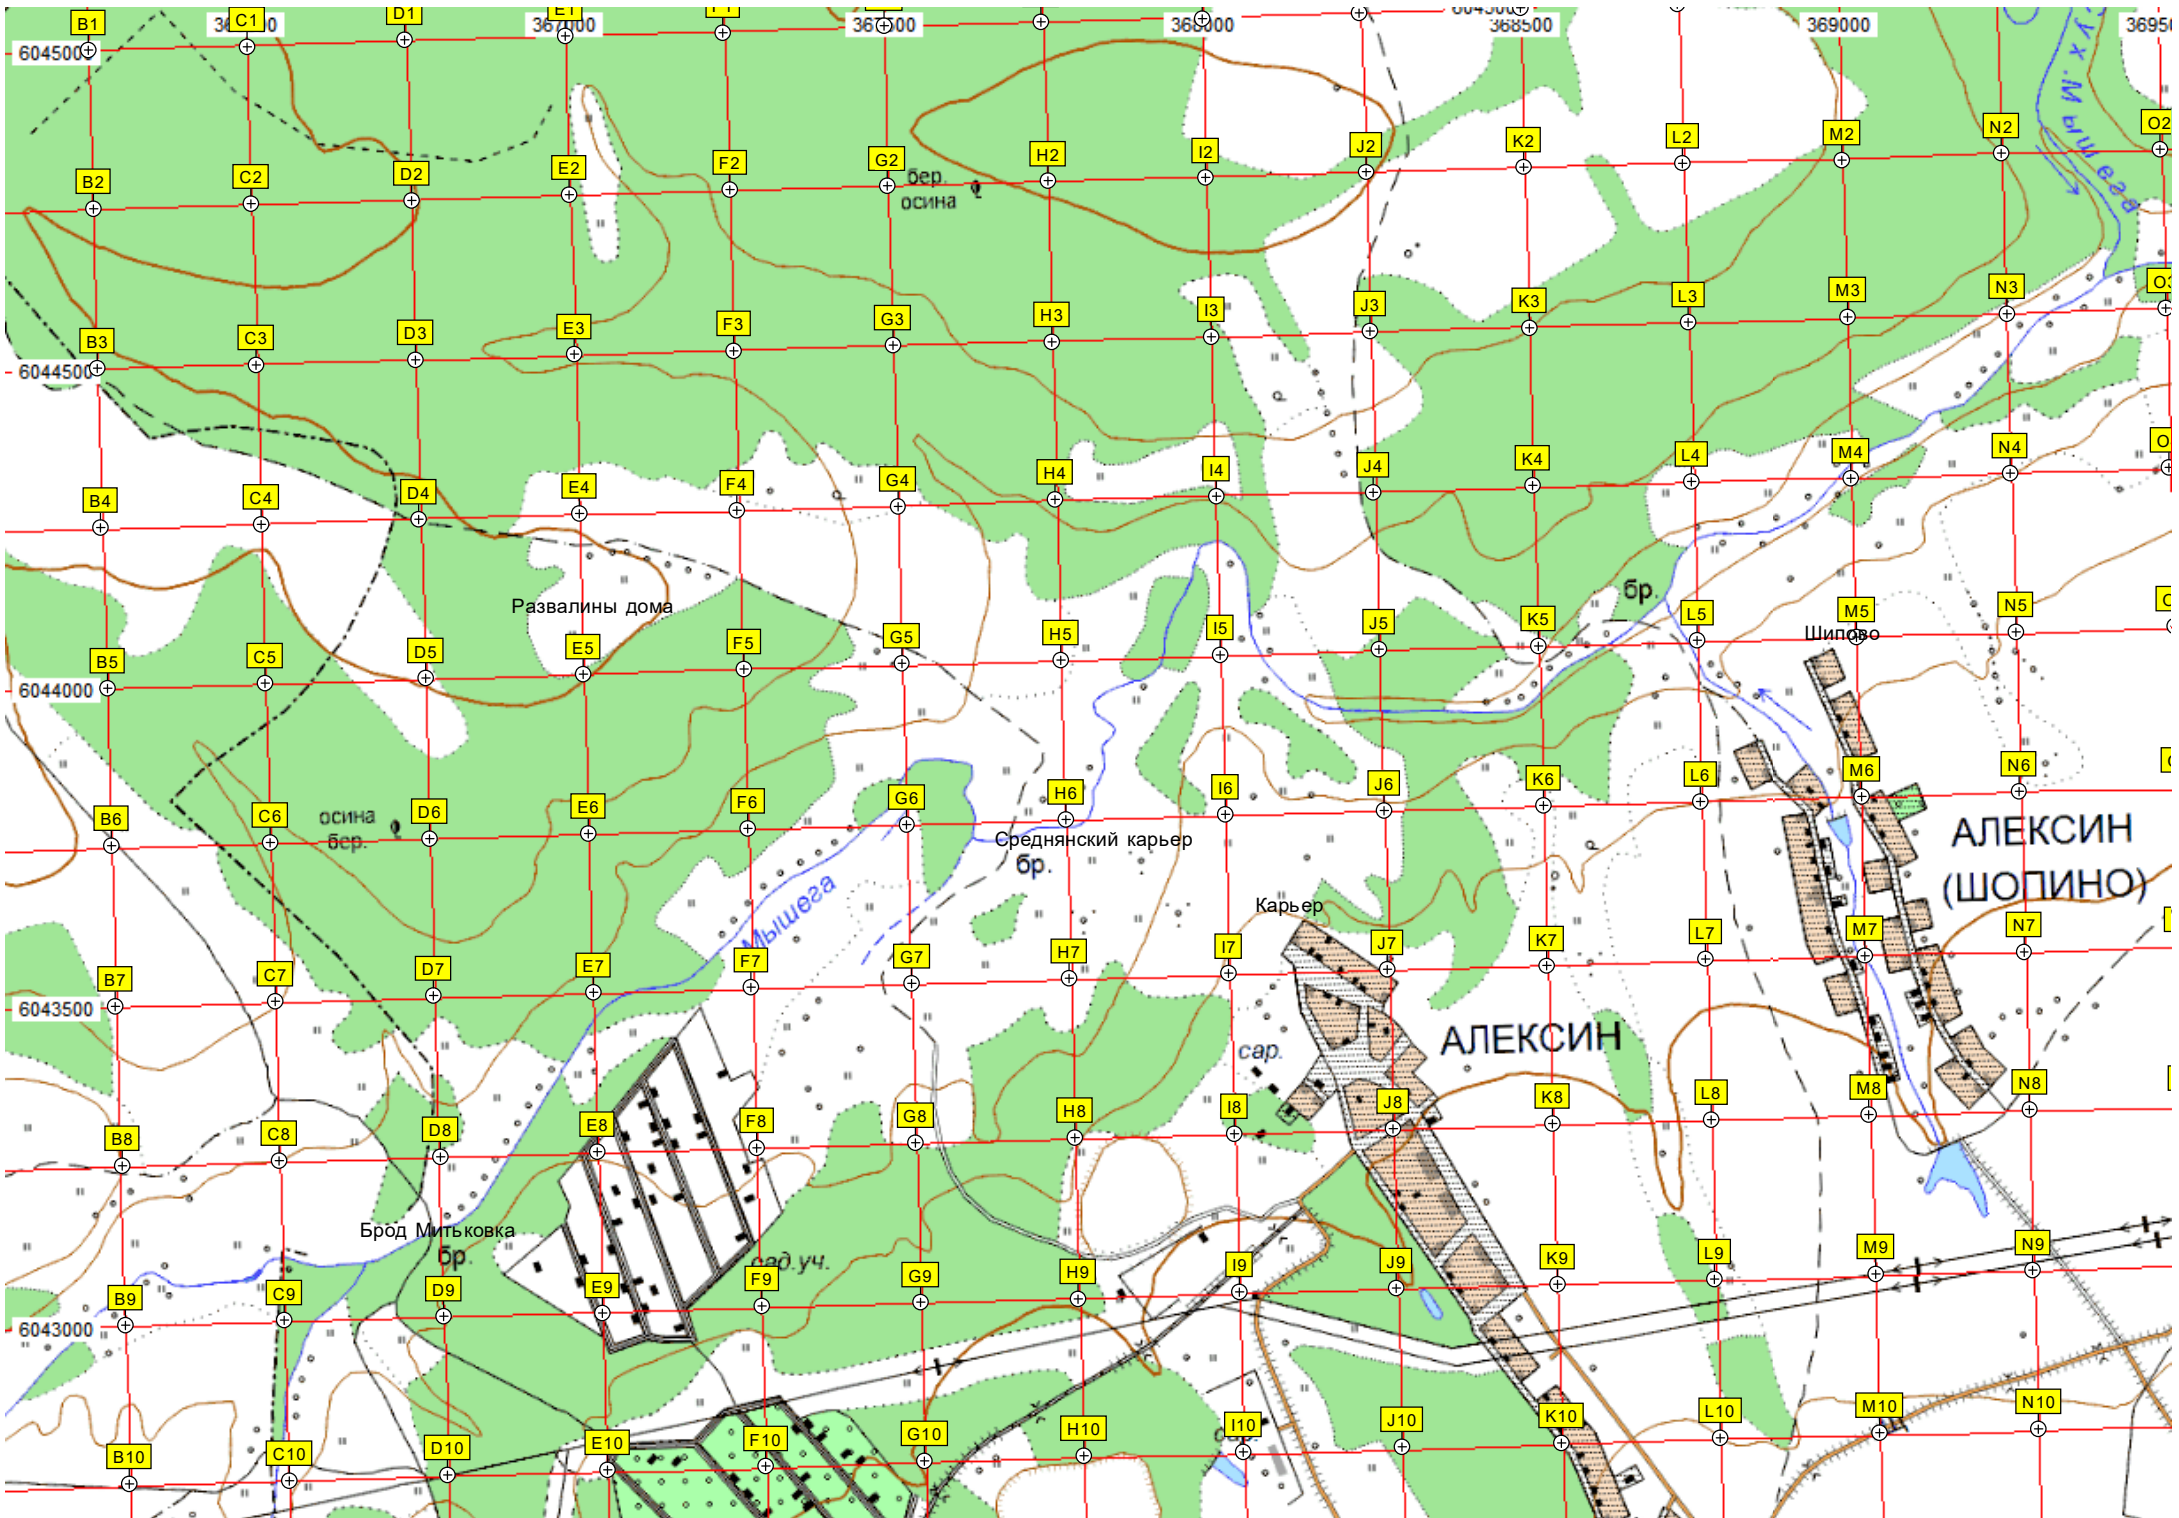 B1 C1 D1 E1
367000 368000 368500 369000
6045000
B2 C2 D2 E2 F2 G2 H2 I2 J2 K2 L2 M2 N2 O2
бер.
осина
Сух. Мышега
B3 C3 D3 E3 F3 G3 H3 I3 J3 K3 L3 M3 N3
6044500
B4 C4 D4 E4 F4 G4 H4 I4 J4 K4 L4 M4 N4
бр.
Развалины дома
Шипово
B5 C5 D5 E5 F5 G5 H5 I5 J5 K5 L5 M5 N5
6044000
B6 C6 D6 E6 F6 G6 H6 I6 J6 K6 L6 M6 N6
осина
бер.
Среднянский карьер
бр.
АЛЕКСИН
(ШОПИНО)
Мышега
Карьер
B7 C7 D7 E7 F7 G7 H7 I7 J7 K7 L7 M7 N7
6043500
АЛЕКСИН
сар.
B8 C8 D8 E8 F8 G8 H8 I8 J8 K8 L8 M8 N8
Брод Митьковка
бр.
сад.уч.
B9 C9 D9 E9 F9 G9 H9 I9 J9 K9 L9 M9 N9
6043000
B10 C10 D10 E10 F10 G10 H10 I10 J10 K10 L10 M10 N10